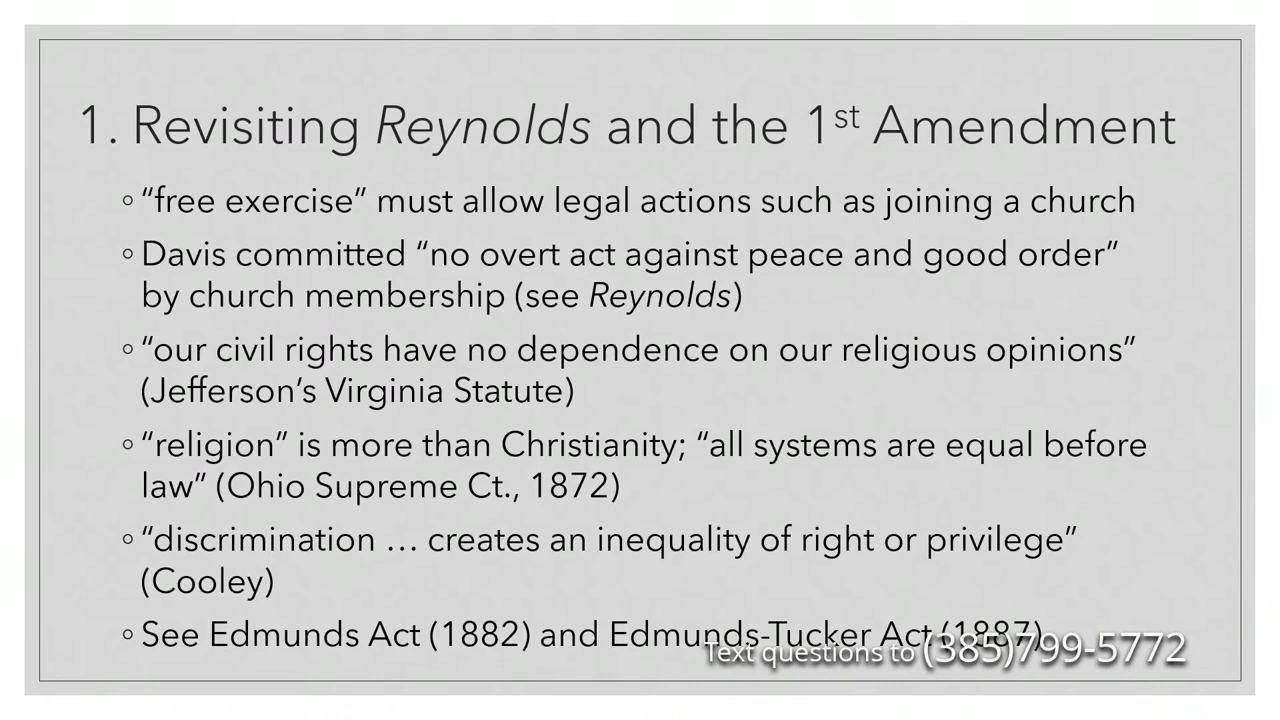 1. Revisiting Reynolds and the 1st Amendment
◦ “free exercise” must allow legal actions such as joining a church
◦ Davis committed “no overt act against peace and good order”
by church membership (see Reynolds)
◦ “our civil rights have no dependence on our religious opinions”
(Jefferson’s Virginia Statute)
◦ “religion” is more than Christianity; “all systems are equal before
law” (Ohio Supreme Ct., 1872)
◦ “discrimination … creates an inequality of right or privilege”
(Cooley)
◦ See Edmunds Act (1882) and Edmunds-Tucker Act (1887)
Text questions to (385)799-5772